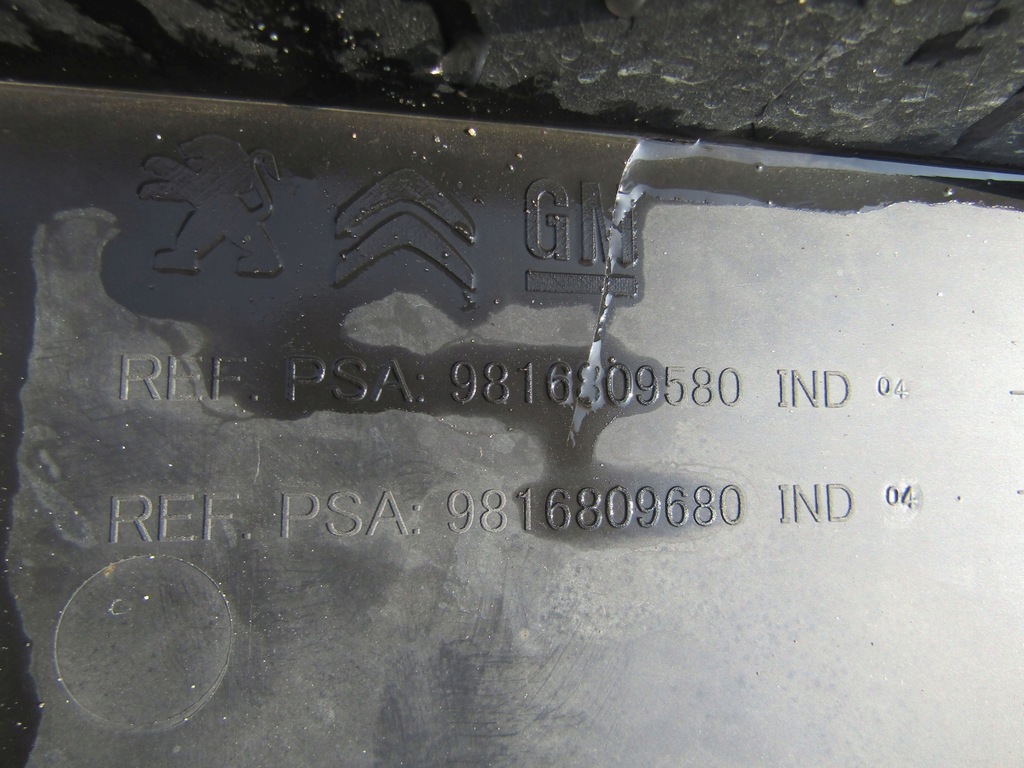 GM
REF. PSA: 9816809580 IND 04
REF. PSA: 9816809680 IND 04